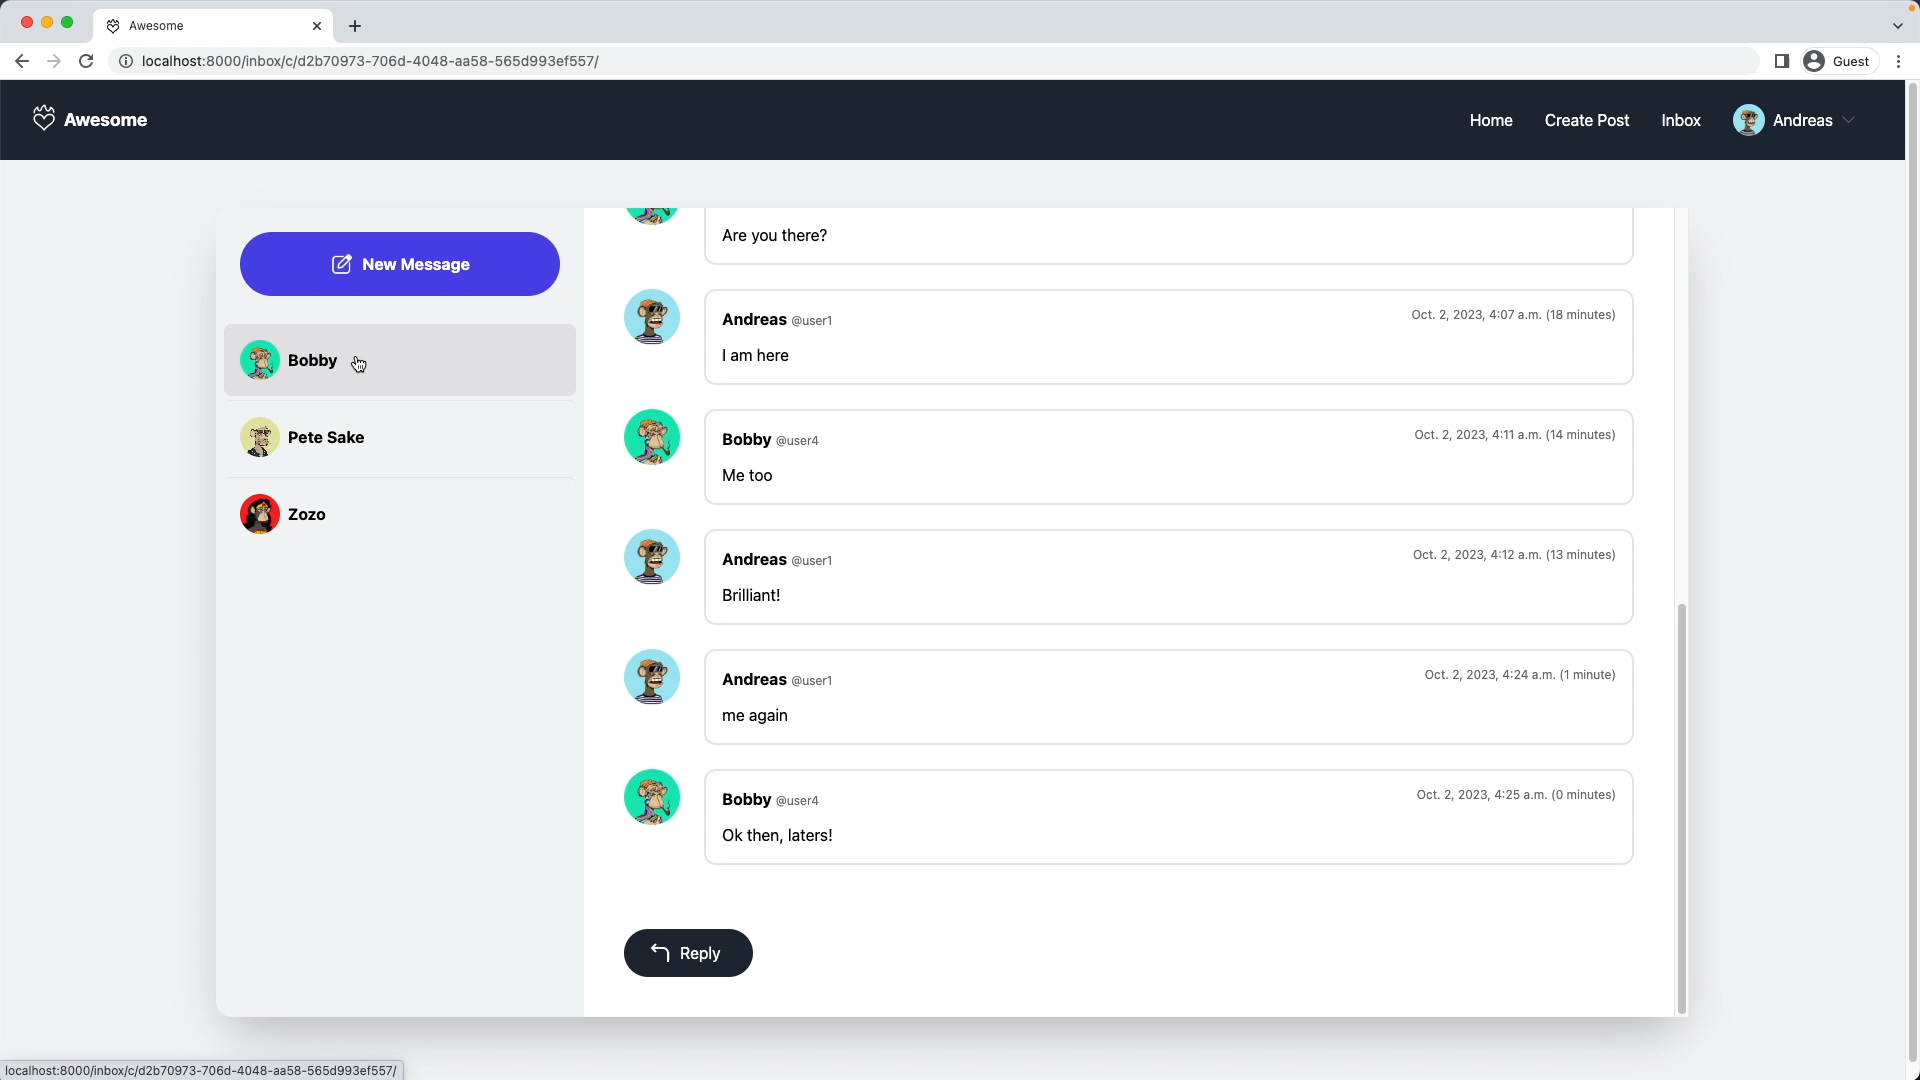 Awesome
localhost:8000/inbox/c/d2b70973-706d-4048-aa58-565d993ef557/
Guest
Awesome
Home
Create Post
Inbox
Andreas
New Message
Bobby
Pete Sake
Zozo
Are you there?
Andreas @user1
Oct. 2, 2023, 4:07 a.m. (18 minutes)
I am here
Bobby @user4
Oct. 2, 2023, 4:11 a.m. (14 minutes)
Me too
Andreas @user1
Oct. 2, 2023, 4:12 a.m. (13 minutes)
Brilliant!
Andreas @user1
Oct. 2, 2023, 4:24 a.m. (1 minute)
me again
Bobby @user4
Oct. 2, 2023, 4:25 a.m. (0 minutes)
Ok then, laters!
Reply
localhost:8000/inbox/c/d2b70973-706d-4048-aa58-565d993ef557/